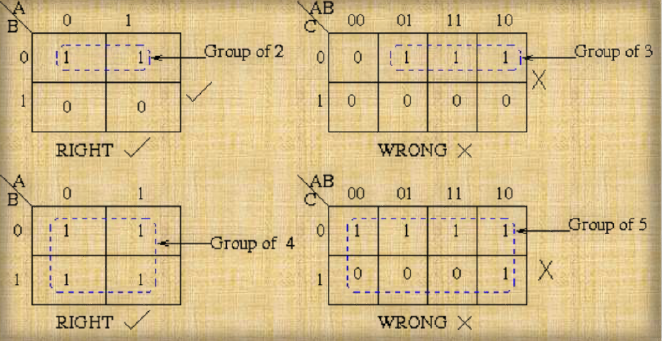 A
B
0 1
0 1 1 Group of 2
1 0 0
RIGHT
AB
C
00 01 11 10
0 0 1 1 1 Group of 3
1 0 0 0 0
WRONG
A
B
0 1
0 1 1 Group of 4
1 1 1
RIGHT
AB
C
00 01 11 10
0 1 1 1 1 Group of 5
1 0 0 0 1
WRONG